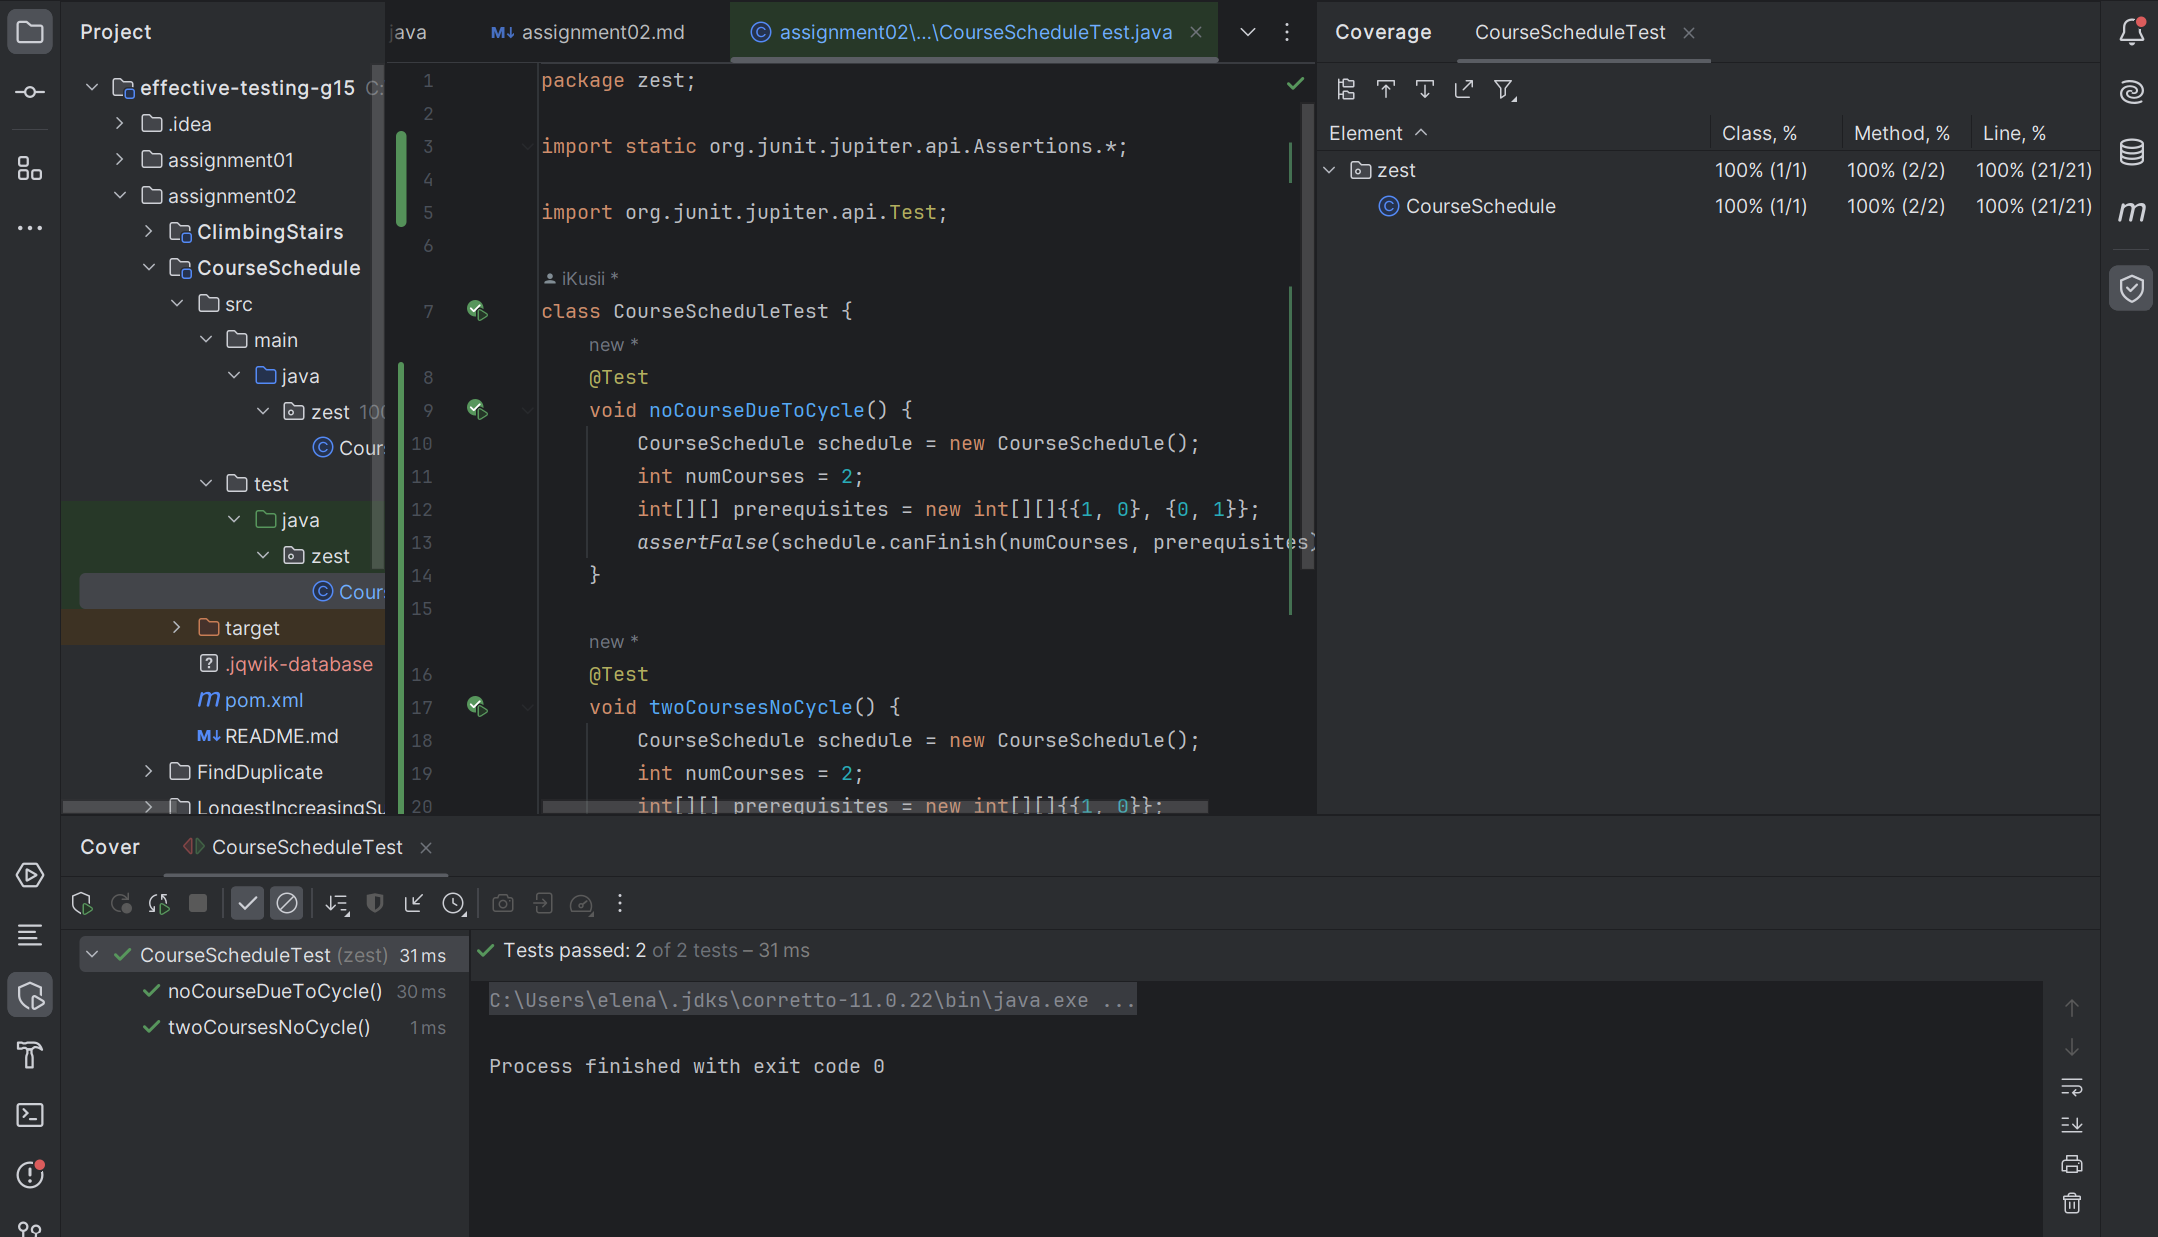 Project
effective-testing-g15 C:
.idea
assignment01
assignment02
ClimbingStairs
CourseSchedule
src
main
java
zest 100
Cours
test
java
zest
Cours
target
.jqwik-database
pom.xml
README.md
FindDuplicate
LongestIncreasingSu
java
assignment02.md
assignment02\...\CourseScheduleTest.java
1 package zest;
2
3 import static org.junit.jupiter.api.Assertions.*;
4
5 import org.junit.jupiter.api.Test;
6
iKusii *
7 class CourseScheduleTest {
new *
8 @Test
9 void noCourseDueToCycle() {
10 CourseSchedule schedule = new CourseSchedule();
11 int numCourses = 2;
12 int[][] prerequisites = new int[][]{{1, 0}, {0, 1}};
13 assertFalse(schedule.canFinish(numCourses, prerequisites)
14 }
15
new *
16 @Test
17 void twoCoursesNoCycle() {
18 CourseSchedule schedule = new CourseSchedule();
19 int numCourses = 2;
20 int[][] prerequisites = new int[][]{{1, 0}};
Coverage CourseScheduleTest
Element Class, % Method, % Line, %
zest 100% (1/1) 100% (2/2) 100% (21/21)
CourseSchedule 100% (1/1) 100% (2/2) 100% (21/21)
Cover CourseScheduleTest
CourseScheduleTest (zest) 31 ms
noCourseDueToCycle() 30 ms
twoCoursesNoCycle() 1 ms
Tests passed: 2 of 2 tests – 31 ms
C:\Users\elena\.jdks\corretto-11.0.22\bin\java.exe ...
Process finished with exit code 0